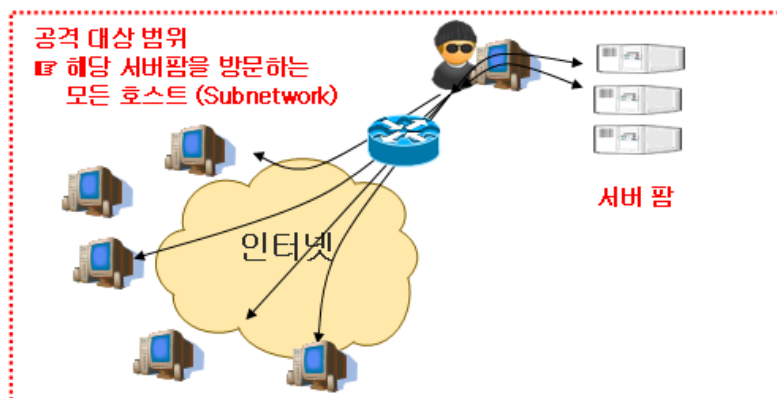 공격 대상 범위
☞ 해당 서버팜을 방문하는
모든 호스트 (Subnetwork)
서버 팜
인터넷